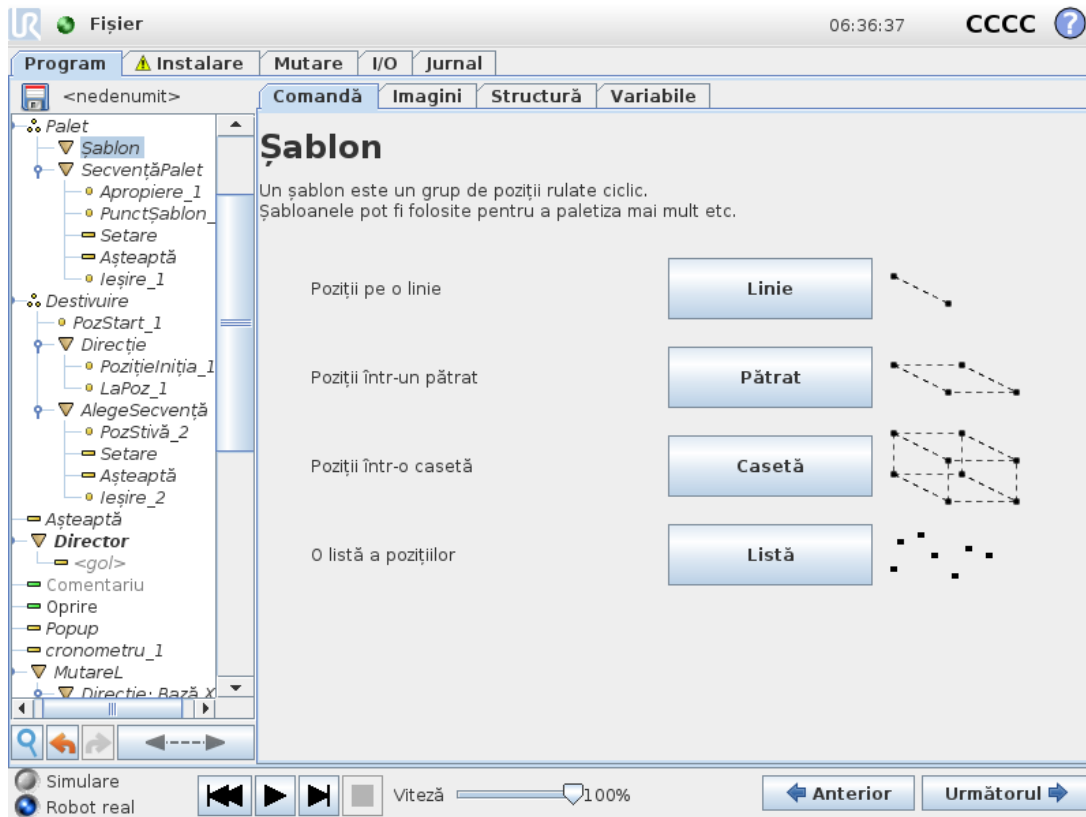 Fișier
06:36:37
CCCC
?
Program
Instalare
Mutare
I/O
Jurnal
<nedenumit>
Comandă
Imagini
Structură
Variabile
Palet
Șablon
SecvențăPalet
Apropiere_1
PunctȘablon_
Setare
Așteaptă
Ieșire_1
Destivuire
PozStart_1
Direcție
PozițieIniția_1
LaPoz_1
AlegeSecvență
PozStivă_2
Setare
Așteaptă
Ieșire_2
Așteaptă
Director
<gol>
Comentariu
Oprire
Popup
cronometru_1
MutareL
Direcție: Bază X
Șablon
Un șablon este un grup de poziții rulate ciclic.
Șabloanele pot fi folosite pentru a paletiza mai mult etc.
Poziții pe o linie
Linie
Poziții într-un pătrat
Pătrat
Poziții într-o casetă
Casetă
O listă a pozițiilor
Listă
Simulare
Robot real
Viteză
100%
Anterior
Următorul